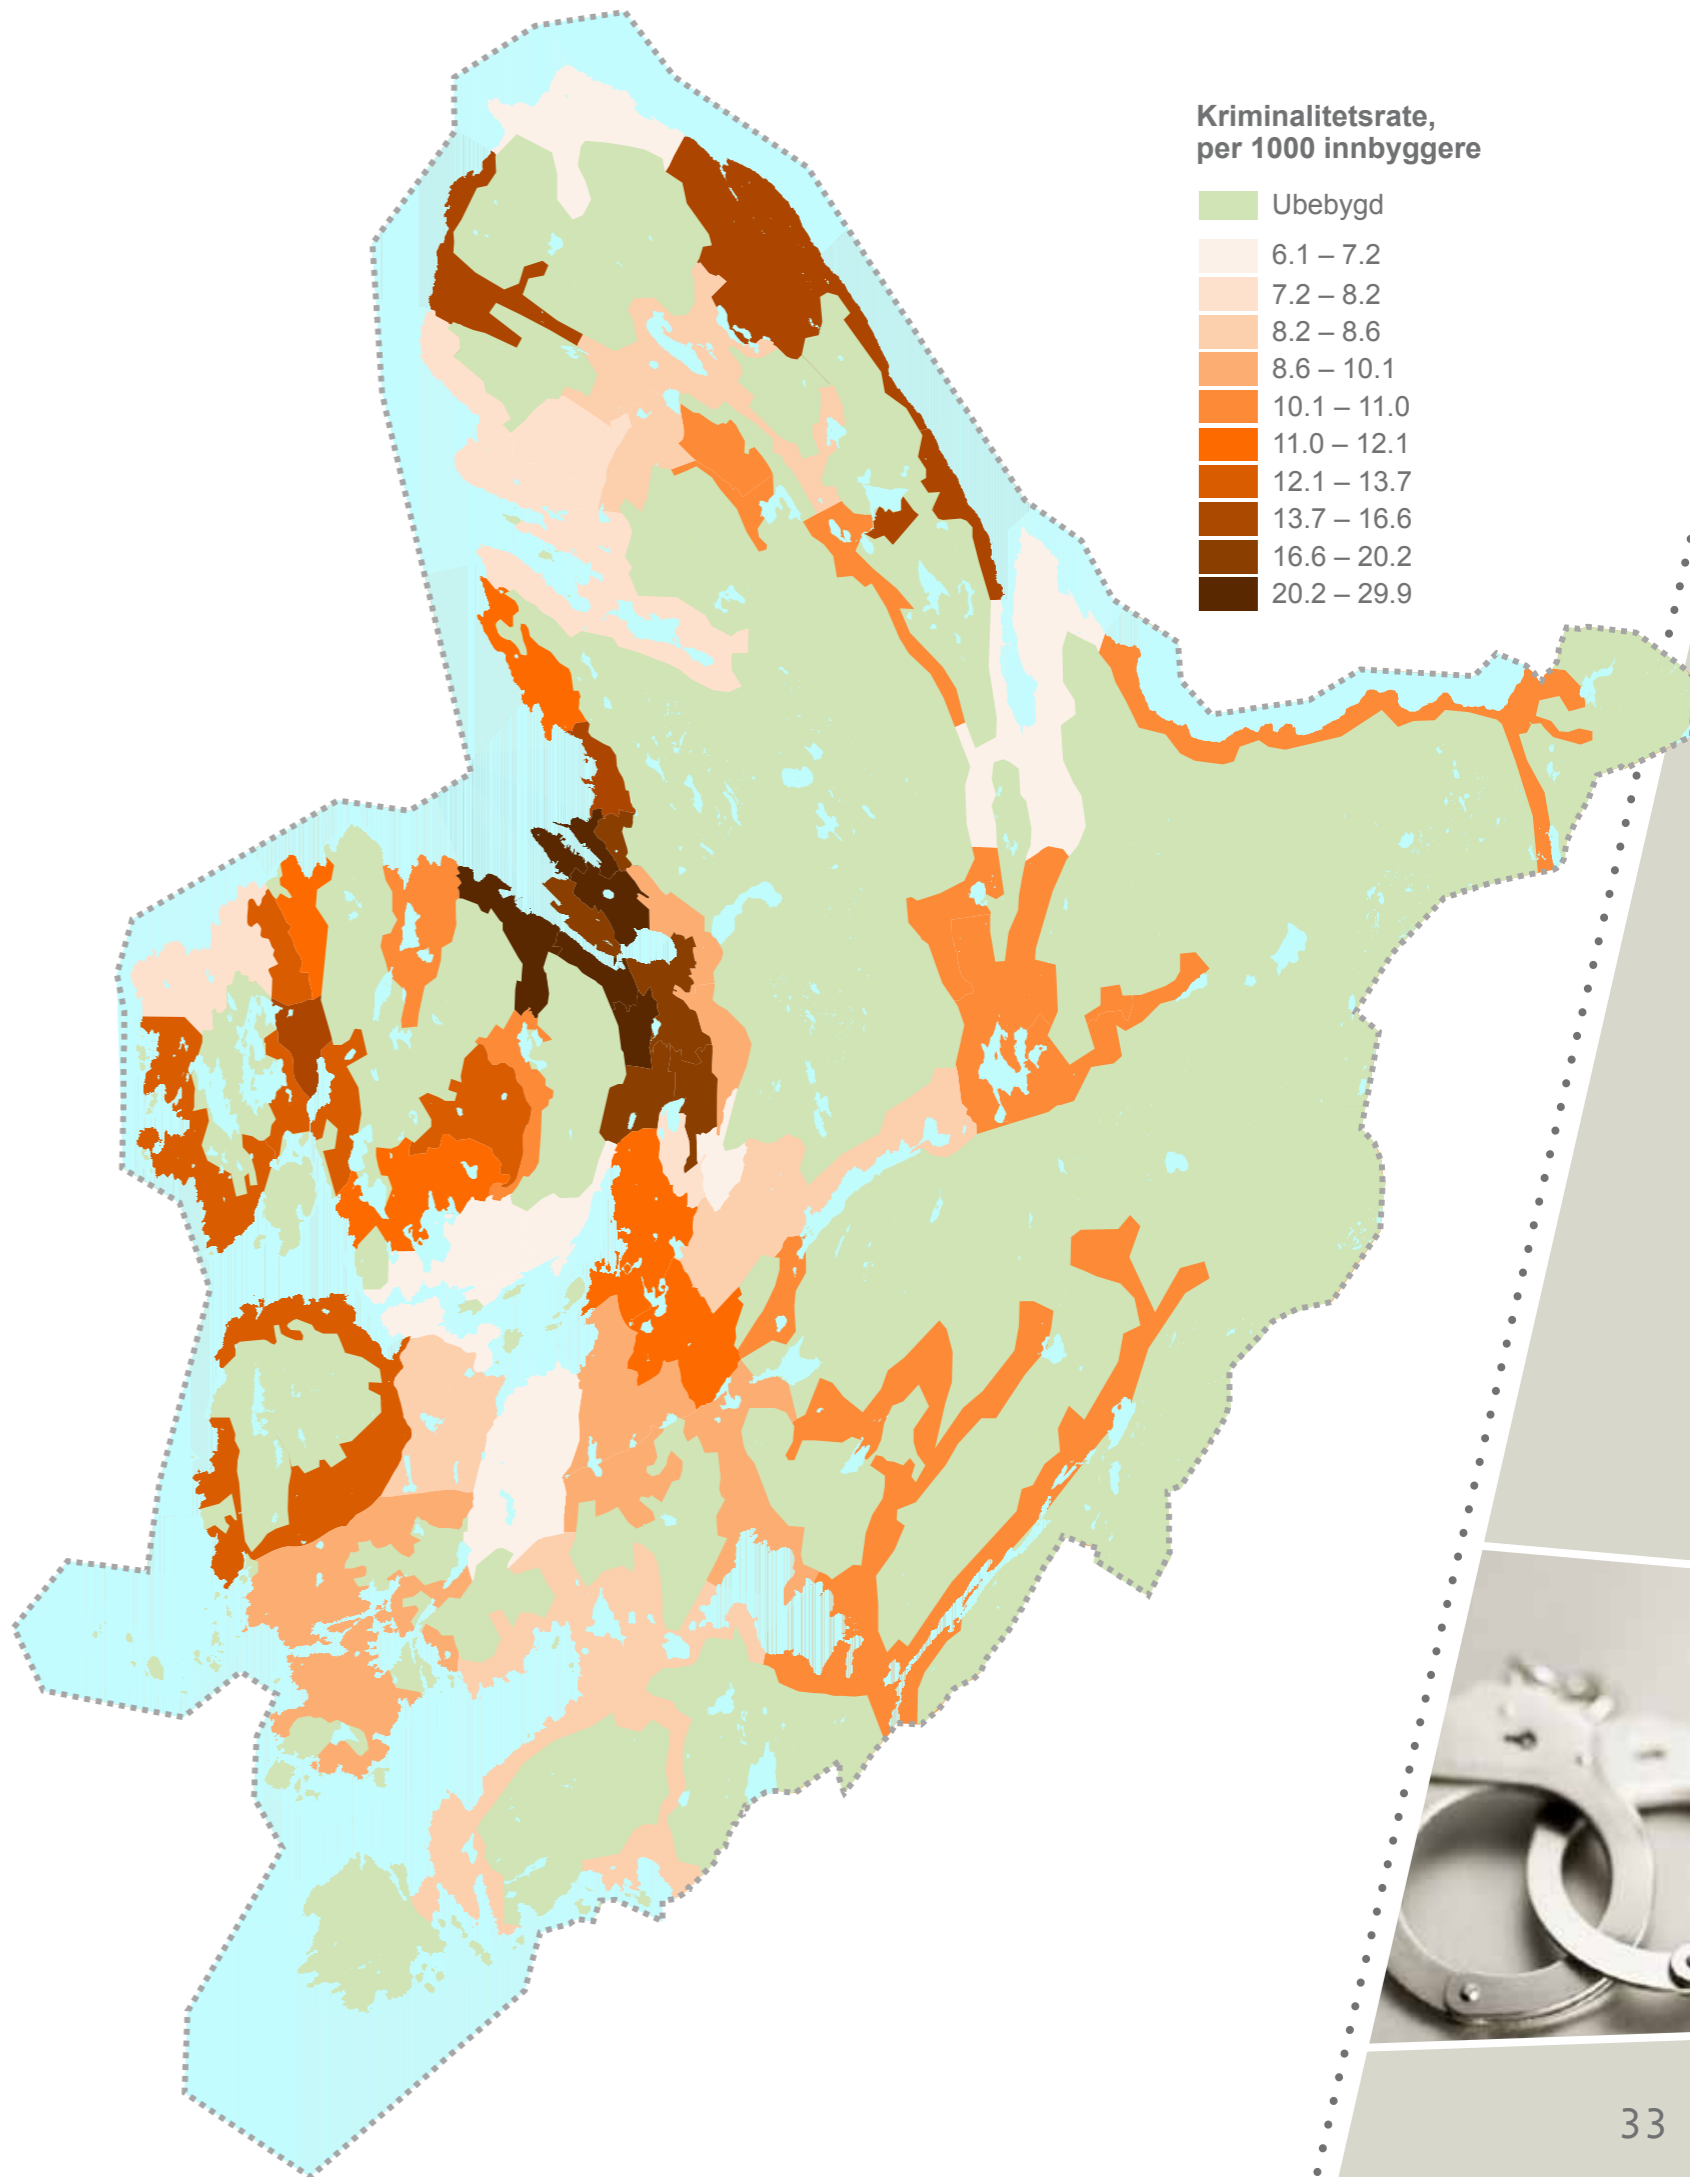 Kriminalitetsrate,
per 1000 innbyggere
Ubebygd
6.1 – 7.2
7.2 – 8.2
8.2 – 8.6
8.6 – 10.1
10.1 – 11.0
11.0 – 12.1
12.1 – 13.7
13.7 – 16.6
16.6 – 20.2
20.2 – 29.9
33